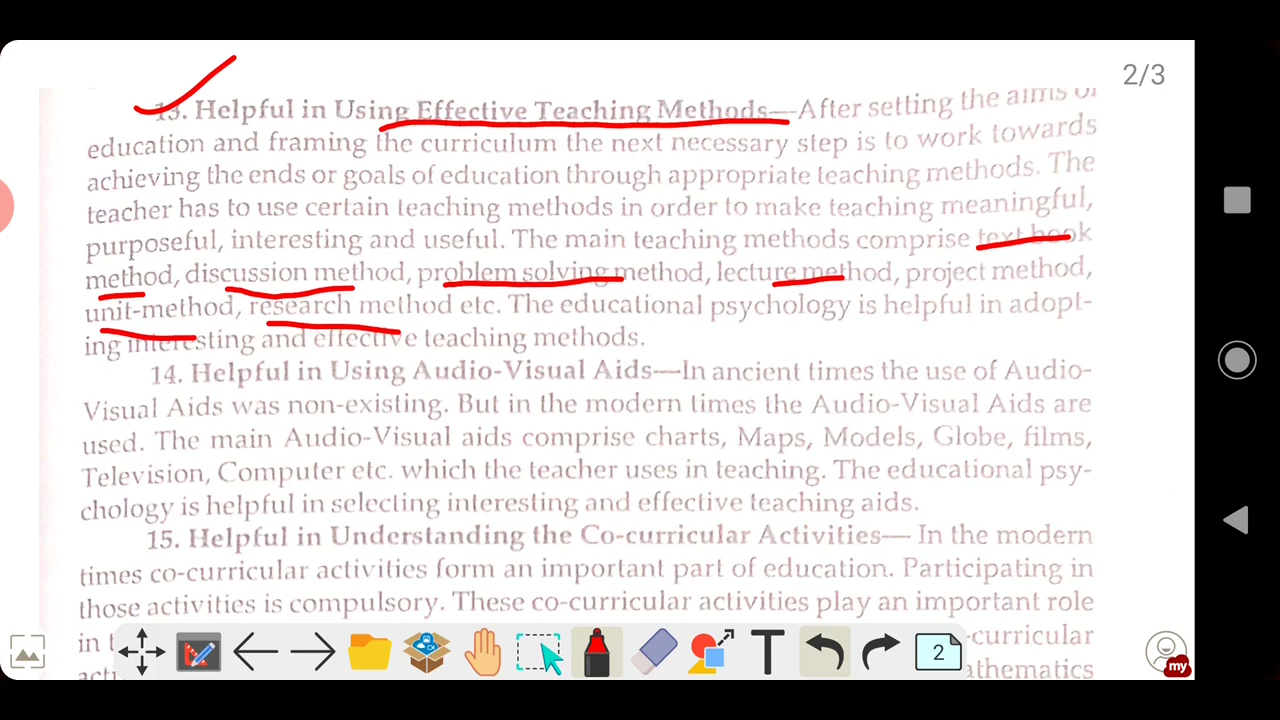 2/3
13. Helpful in Using Effective Teaching Methods—After setting the aims of
education and framing the curriculum the next necessary step is to work towards
achieving the ends or goals of education through appropriate teaching methods. The
teacher has to use certain teaching methods in order to make teaching meaningful,
purposeful, interesting and useful. The main teaching methods comprise text book
method, discussion method, problem solving method, lecture method, project method,
unit-method, research method etc. The educational psychology is helpful in adopt-
ing interesting and effective teaching methods.
14. Helpful in Using Audio-Visual Aids—In ancient times the use of Audio-
Visual Aids was non-existing. But in the modern times the Audio-Visual Aids are
used. The main Audio-Visual aids comprise charts, Maps, Models, Globe, films,
Television, Computer etc. which the teacher uses in teaching. The educational psy-
chology is helpful in selecting interesting and effective teaching aids.
15. Helpful in Understanding the Co-curricular Activities— In the modern
times co-curricular activities form an important part of education. Participating in
those activities is compulsory. These co-curricular activities play an important role
in -curricular
athematics
T
2
my